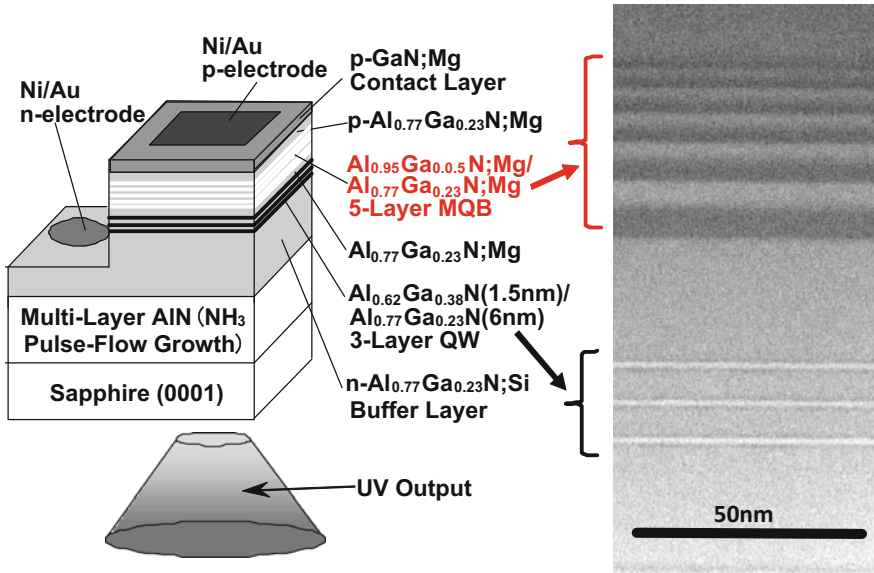 Ni/Au
p-electrode
Ni/Au
n-electrode
p-GaN;Mg
Contact Layer
p-Al0.77Ga0.23N;Mg
Al0.95Ga0.0.5N;Mg/
Al0.77Ga0.23N;Mg
5-Layer MQB
Al0.77Ga0.23N;Mg
Al0.62Ga0.38N(1.5nm)/
Al0.77Ga0.23N(6nm)
3-Layer QW
n-Al0.77Ga0.23N;Si
Buffer Layer
Multi-Layer AlN (NH3
Pulse-Flow Growth)
Sapphire (0001)
UV Output
50nm